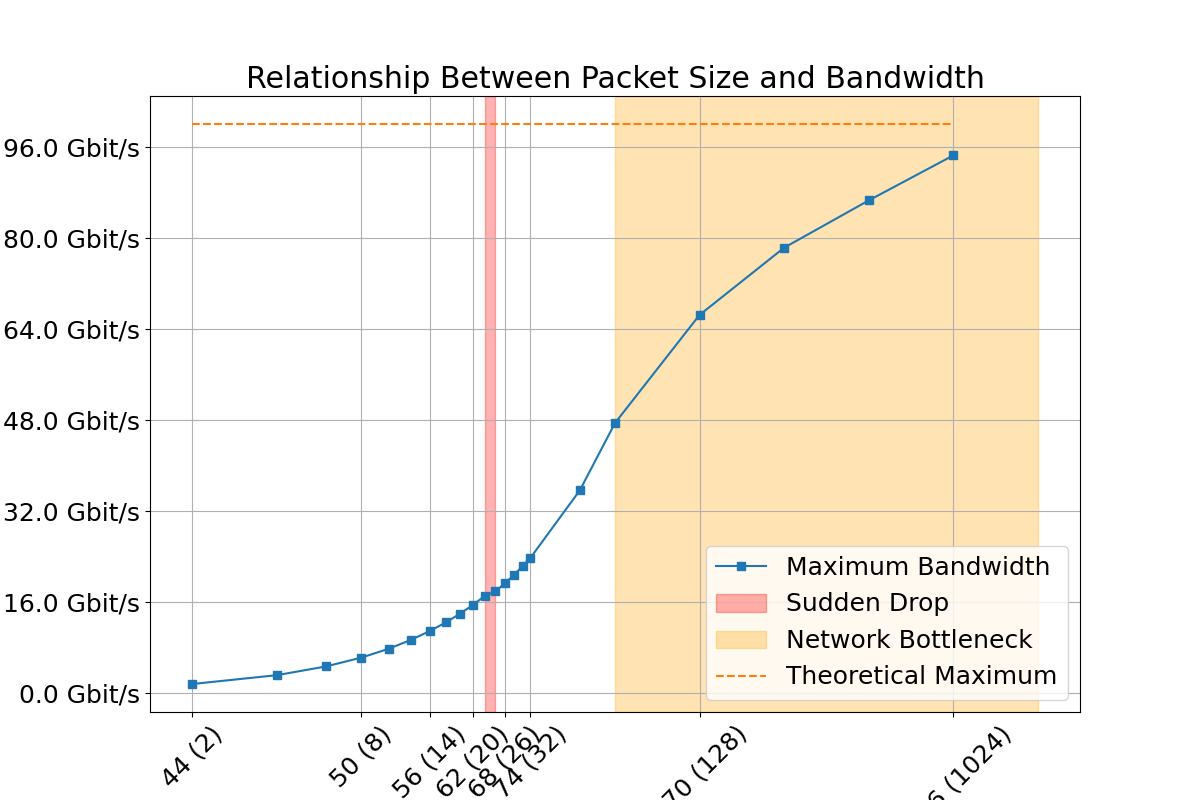 Relationship Between Packet Size and Bandwidth
96.0 Gbit/s
80.0 Gbit/s
64.0 Gbit/s
48.0 Gbit/s
32.0 Gbit/s
16.0 Gbit/s
0.0 Gbit/s
Maximum Bandwidth
Sudden Drop
Network Bottleneck
Theoretical Maximum
44 (2)
50 (8)
56 (14)
62 (20)
68 (26)
74 (32)
70 (128)
6 (1024)